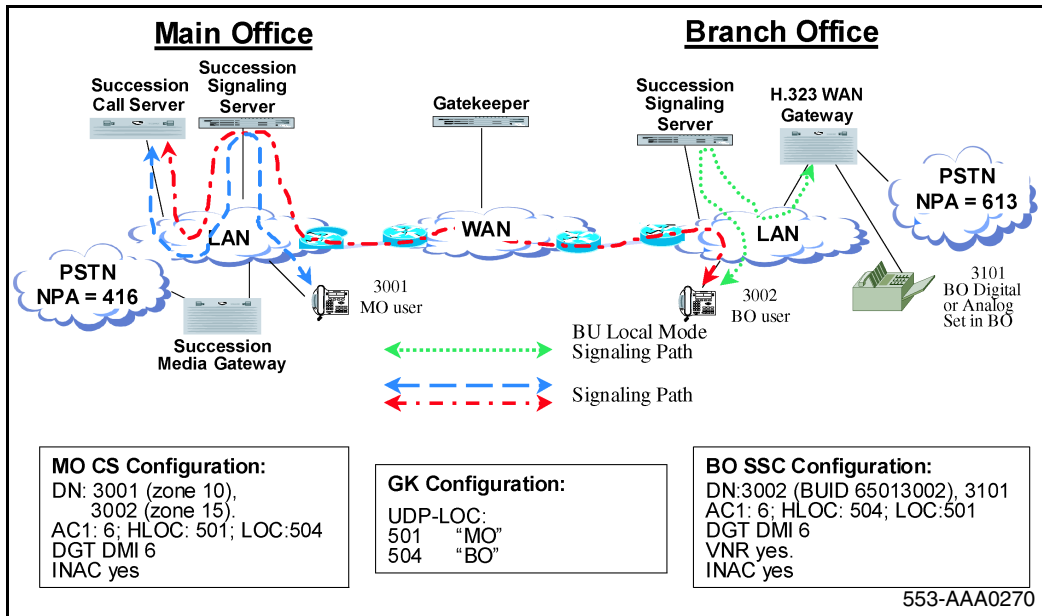 Main Office
Branch Office
Succession
Call Server
Succession
Signaling
Server
Gatekeeper
Succession
Signaling
Server
H.323 WAN
Gateway
PSTN
NPA = 613
LAN
WAN
LAN
PSTN
NPA = 416
3001
MO user
3002
BO user
3101
BO Digital
or Analog
Set in BO
Succession
Media Gateway
BU Local Mode
Signaling Path
Signaling Path
MO CS Configuration:
DN: 3001 (zone 10),
3002 (zone 15).
AC1: 6; HLOC: 501; LOC:504
DGT DMI 6
INAC yes
GK Configuration:
UDP-LOC:
501 "MO"
504 "BO"
BO SSC Configuration:
DN:3002 (BUID 65013002), 3101
AC1: 6; HLOC: 504; LOC:501
DGT DMI 6
VNR yes.
INAC yes
553-AAA0270